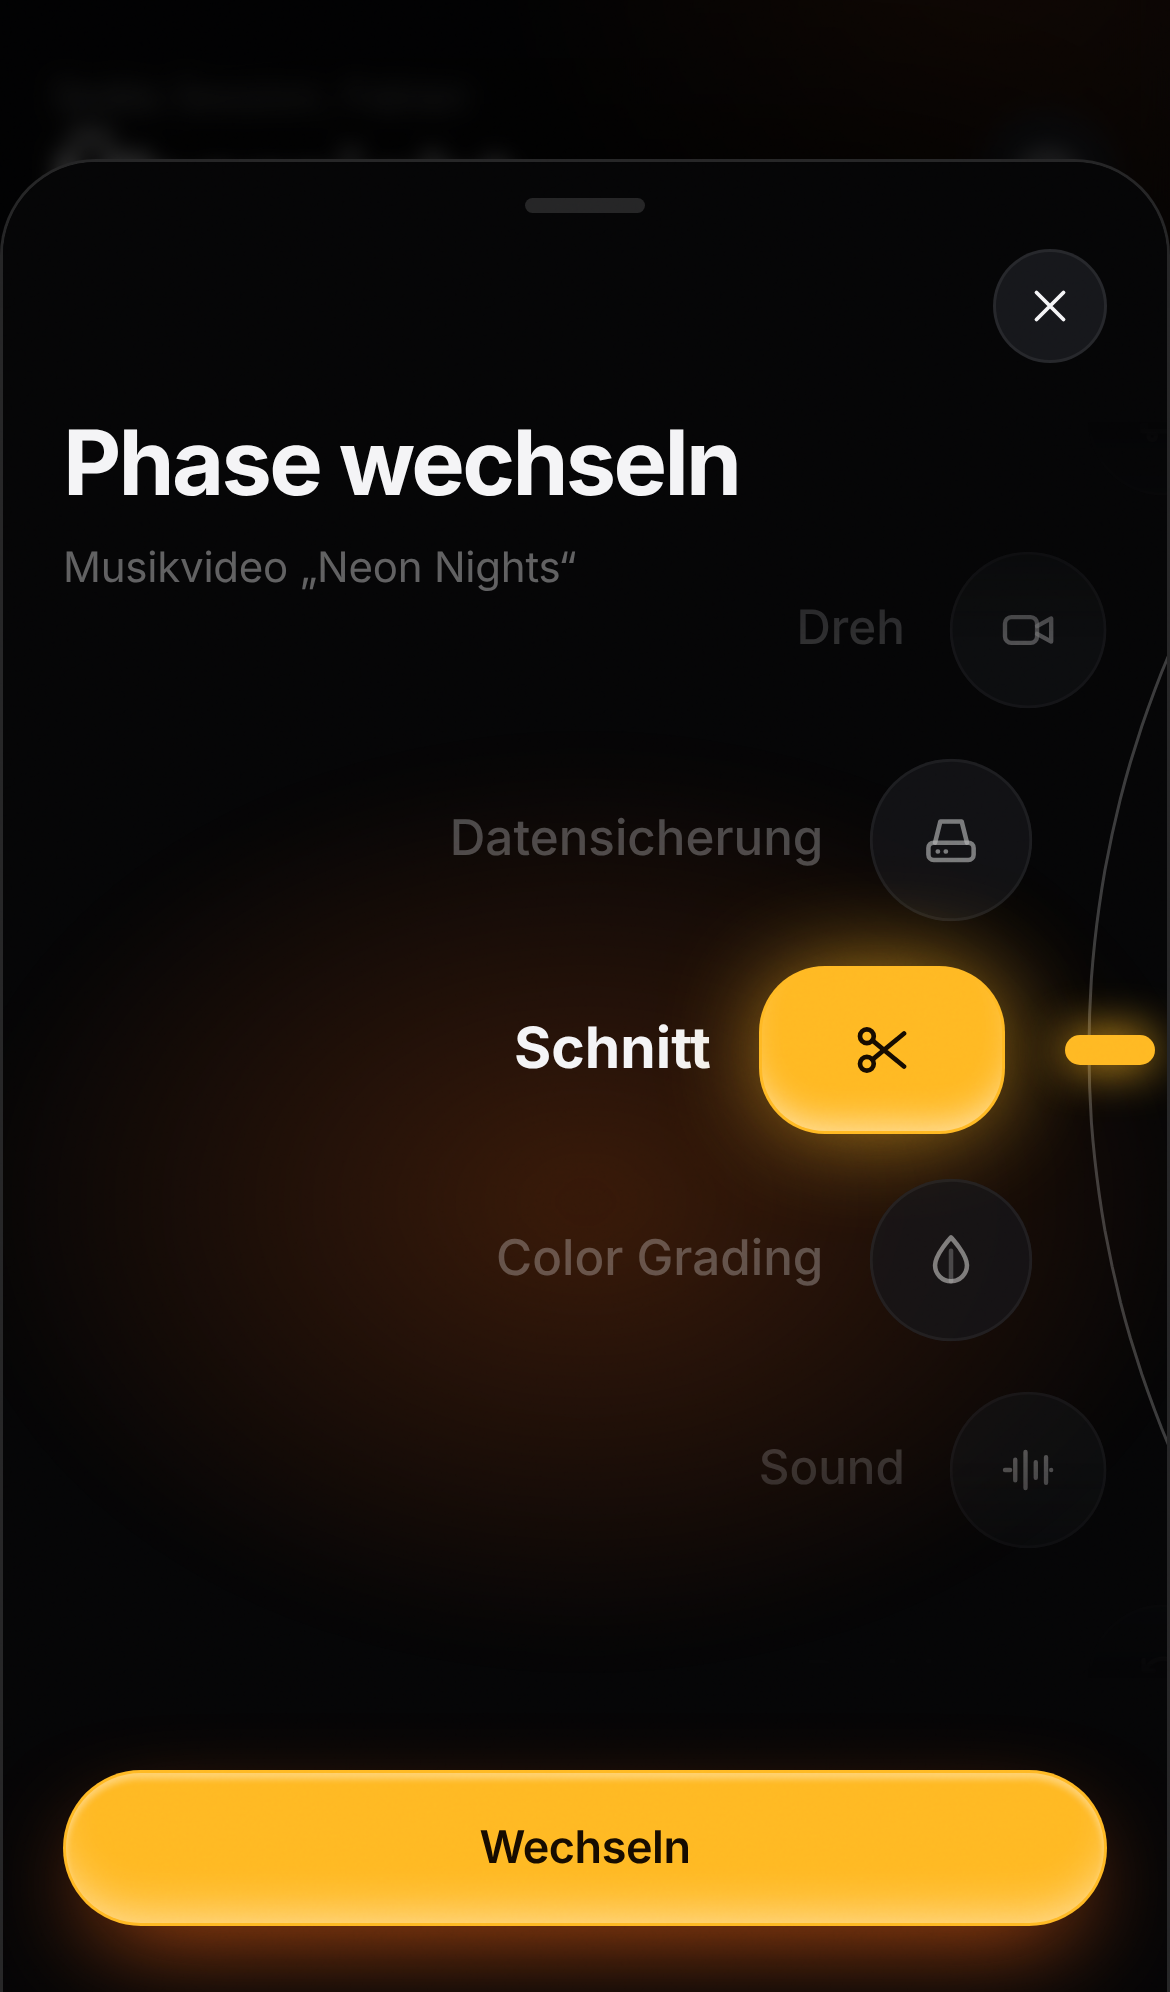 Phase wechseln
Musikvideo „Neon Nights“
Dreh
Datensicherung
Schnitt
Color Grading
Sound
Wechseln